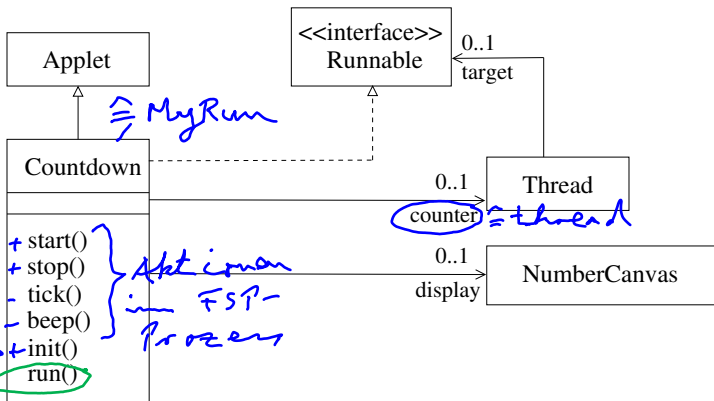 <<interface>>
Runnable
0..1
target
Applet
≙ MyRun
Countdown
0..1
counter
≙ thread
Thread
+ start()
+ stop()
- tick()
- beep()
+ init()
run()
Aktionen
im FSP-
Prozess
0..1
display
NumberCanvas